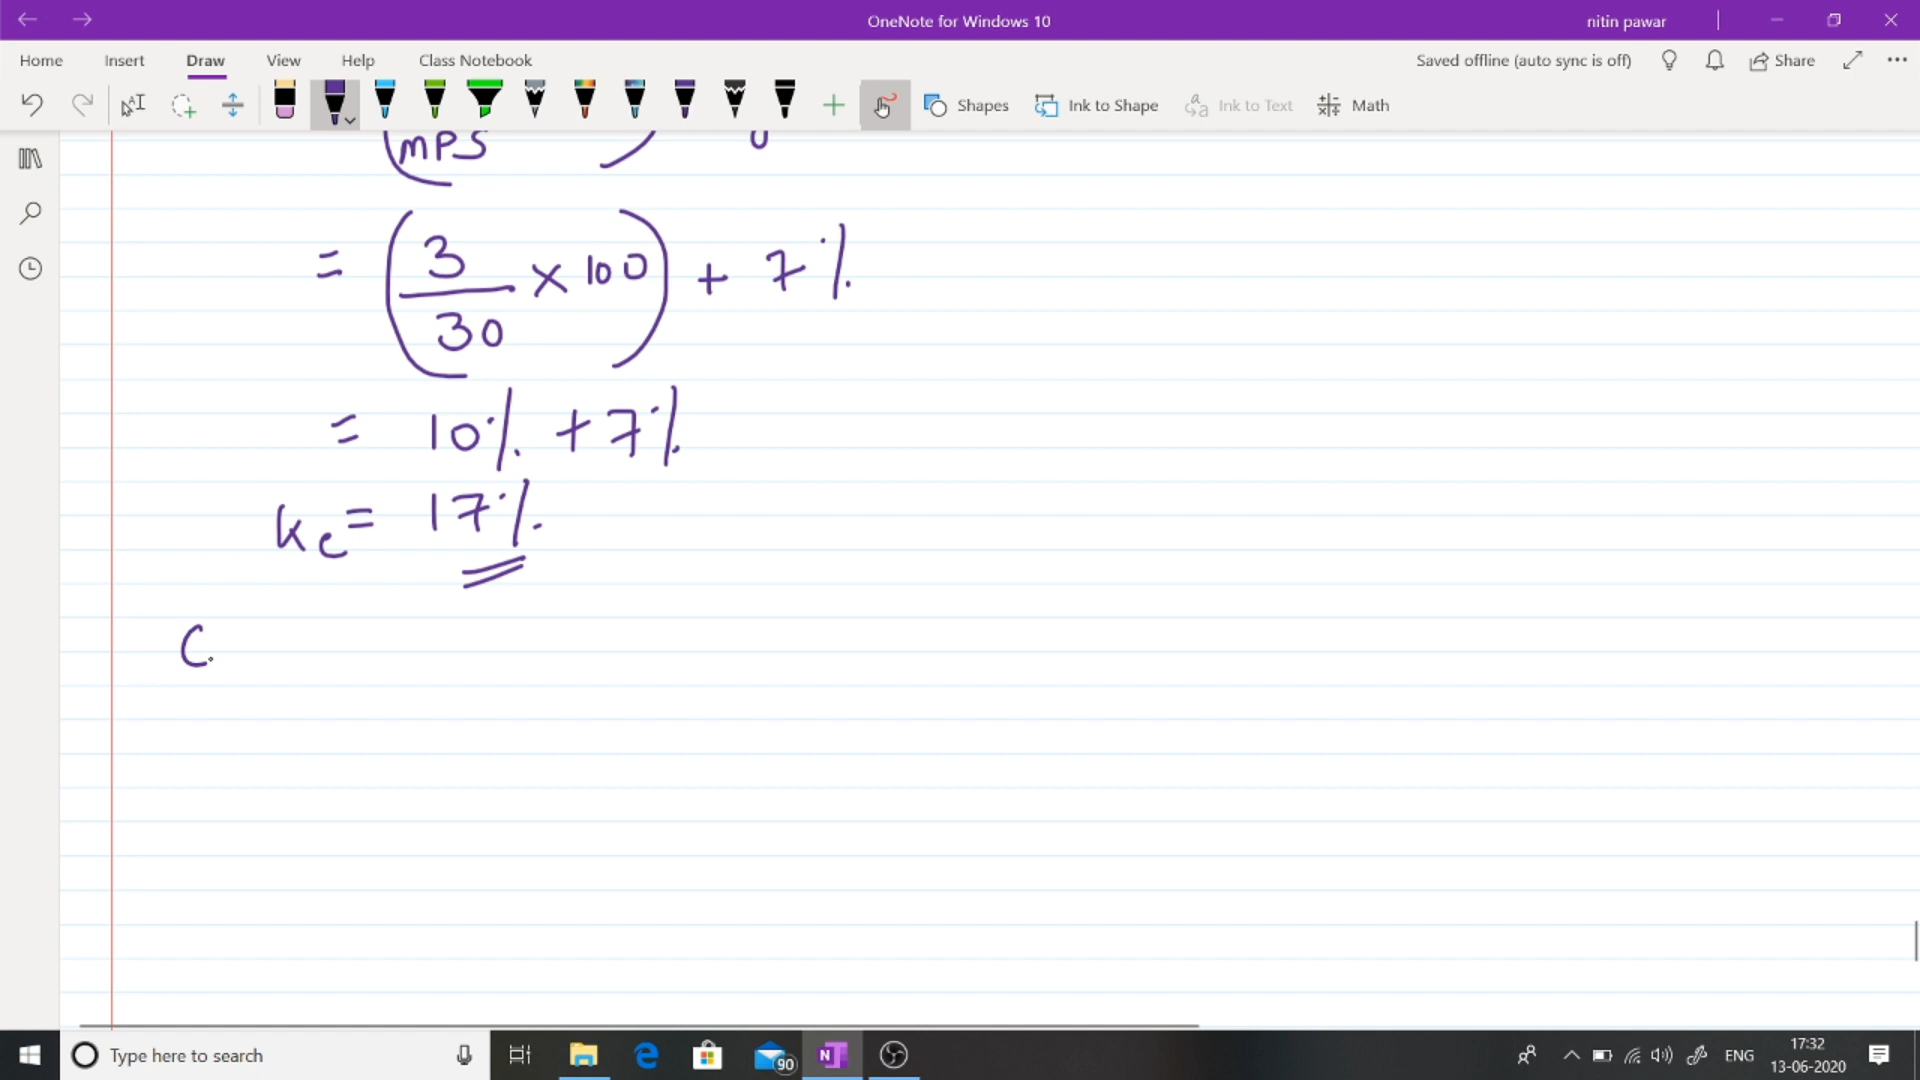 OneNote for Windows 10
nitin pawar
Home Insert Draw View Help Class Notebook
Saved offline (auto sync is off) Share
Shapes Ink to Shape Ink to Text Math
(MPS )
= (3/30 × 100) + 7%
= 10% + 7%
ke = 17%
C
Type here to search
90
ENG
17:32
13-06-2020